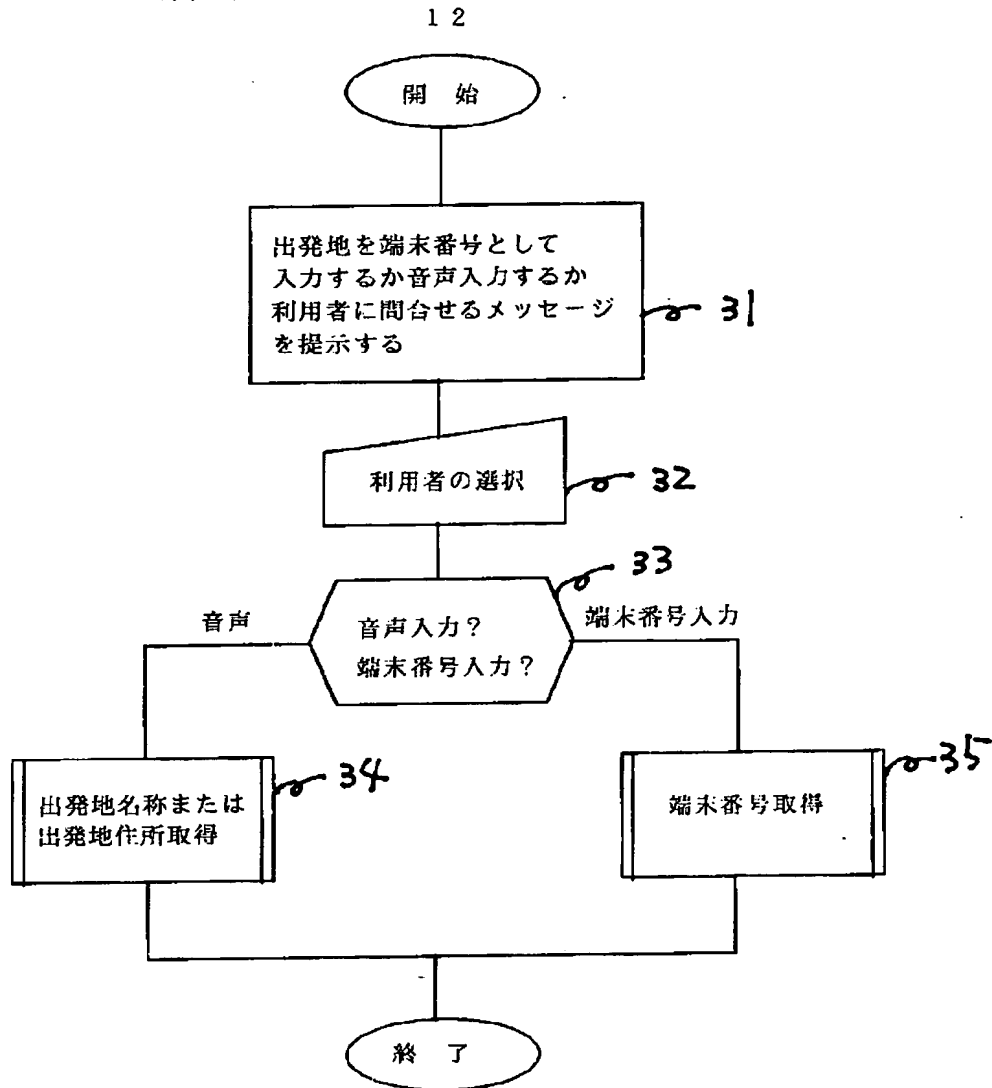 １２
開　始
出発地を端末番号として
入力するか音声入力するか
利用者に問合せるメッセージ
を提示する
31
利用者の選択
32
33
音声
音声入力？
端末番号入力？
端末番号入力
34
出発地名称または
出発地住所取得
35
端末番号取得
終　了